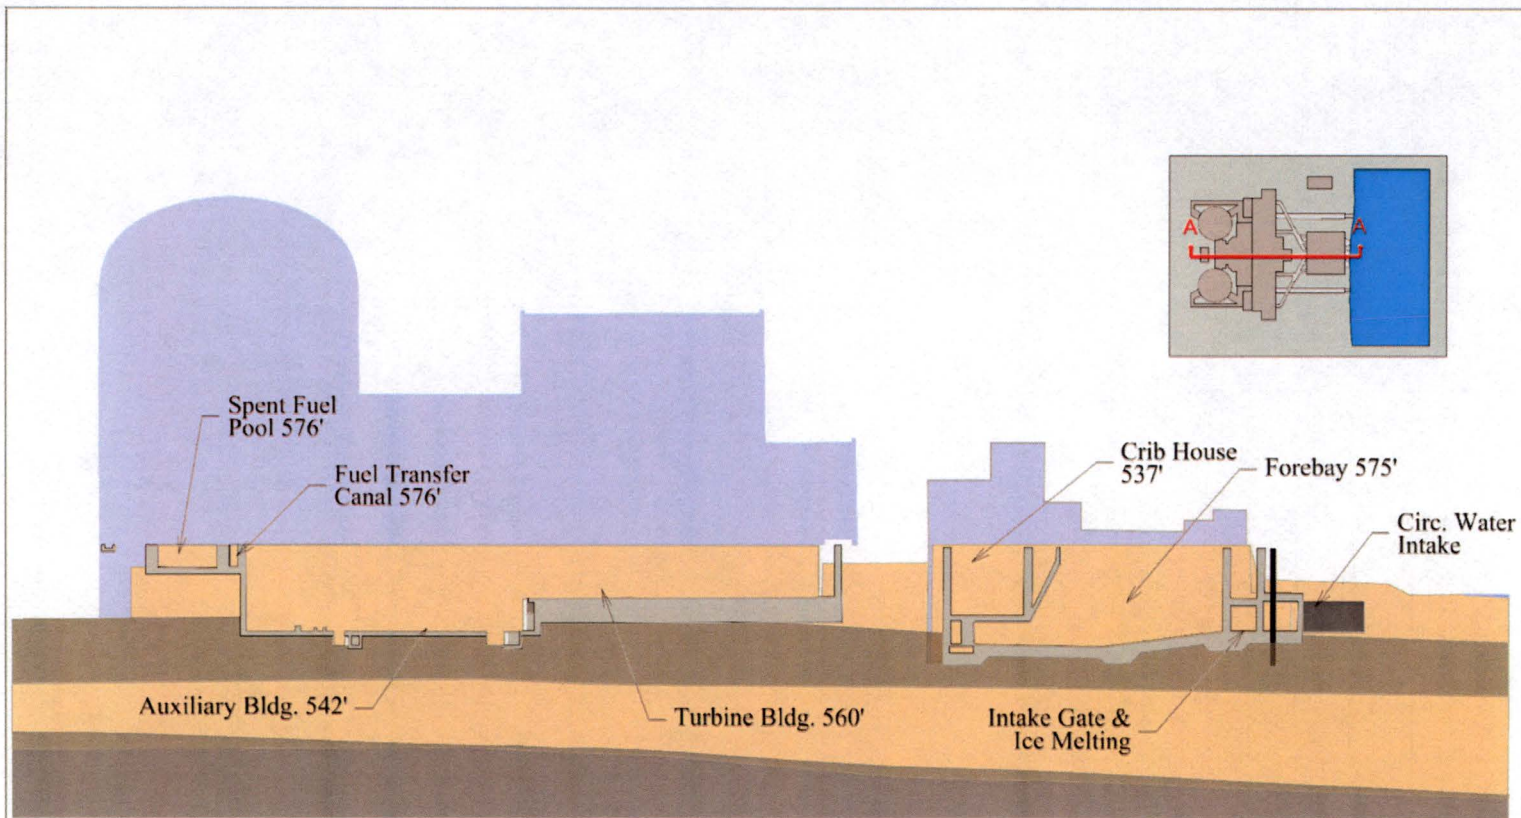 A A
Spent Fuel
Pool 576'
Fuel Transfer
Canal 576'
Crib House
537'
Forebay 575'
Circ. Water
Intake
Auxiliary Bldg. 542'
Turbine Bldg. 560'
Intake Gate &
Ice Melting